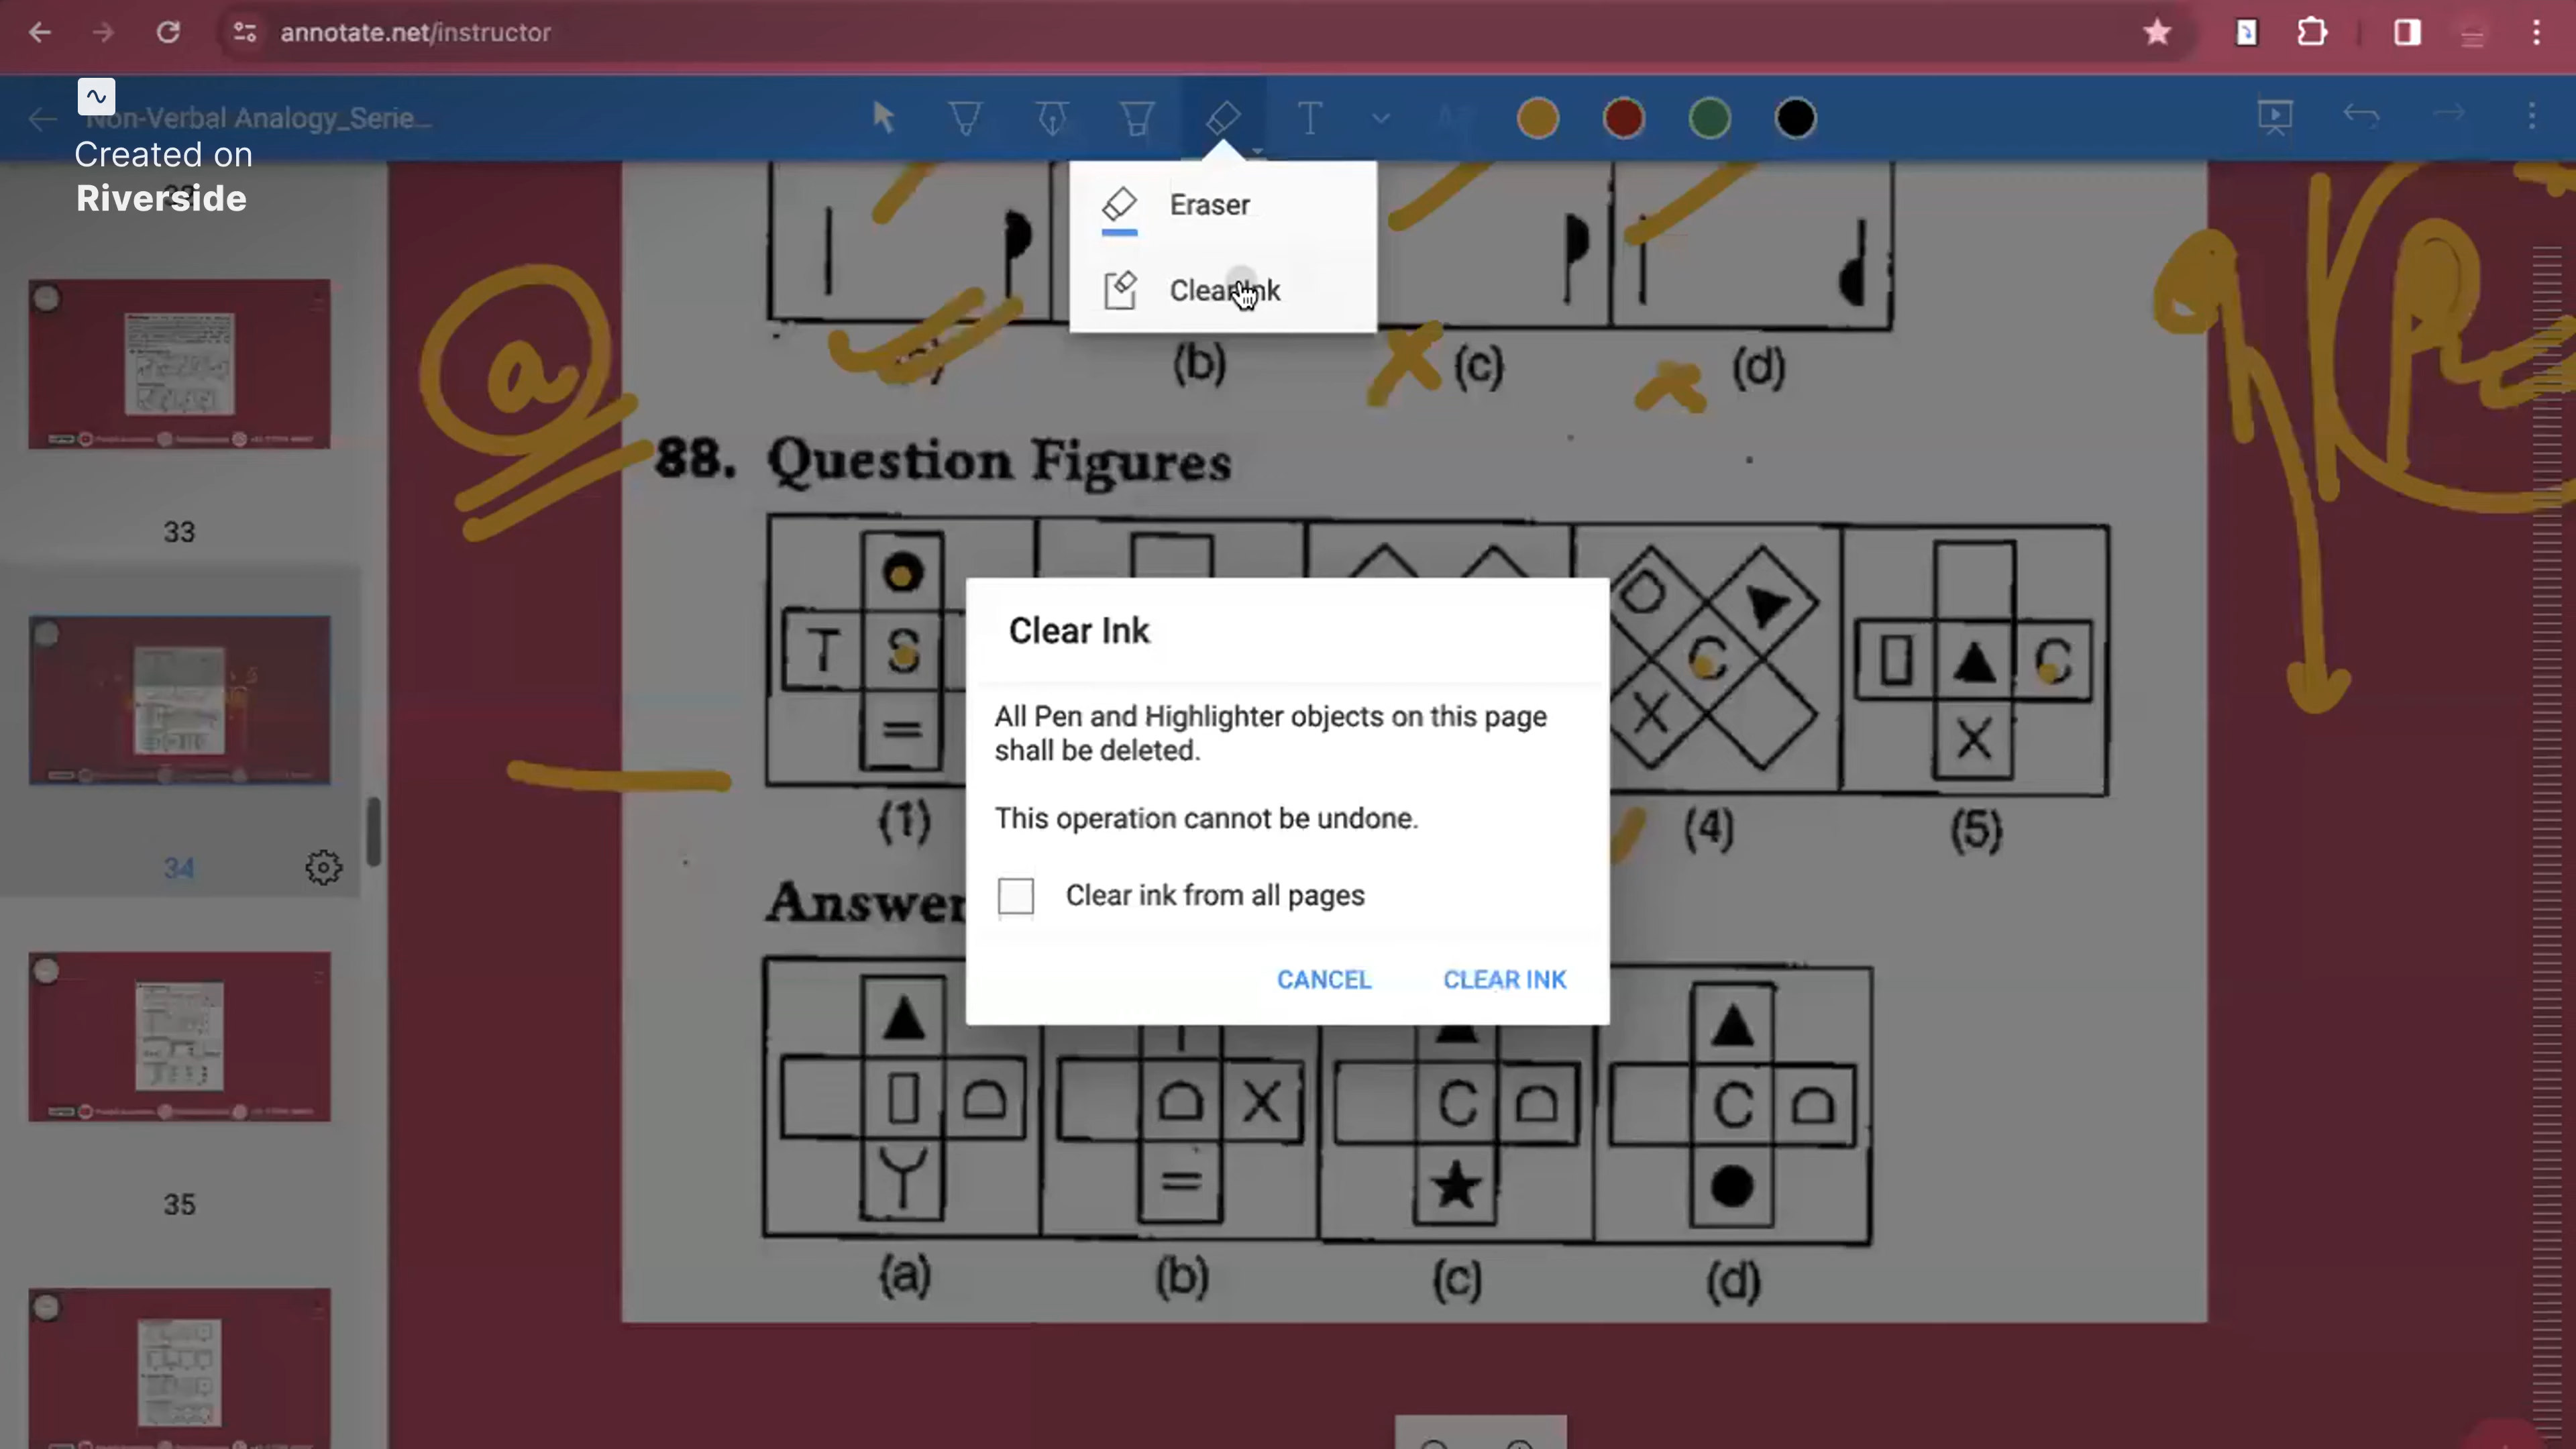 annotate.net/instructor
Non-Verbal Analogy_Serie...
Created on
Riverside
T
Eraser
Clear Ink
a
(b)
(c)
(d)
88. Question Figures
33
T S
=
D
C
X
C
X
(1)
(4)
(5)
34
Clear Ink
All Pen and Highlighter objects on this page
shall be deleted.
This operation cannot be undone.
Clear ink from all pages
CANCEL
CLEAR INK
Answer
X
C
C
Y
=
35
(a)
(b)
(c)
(d)